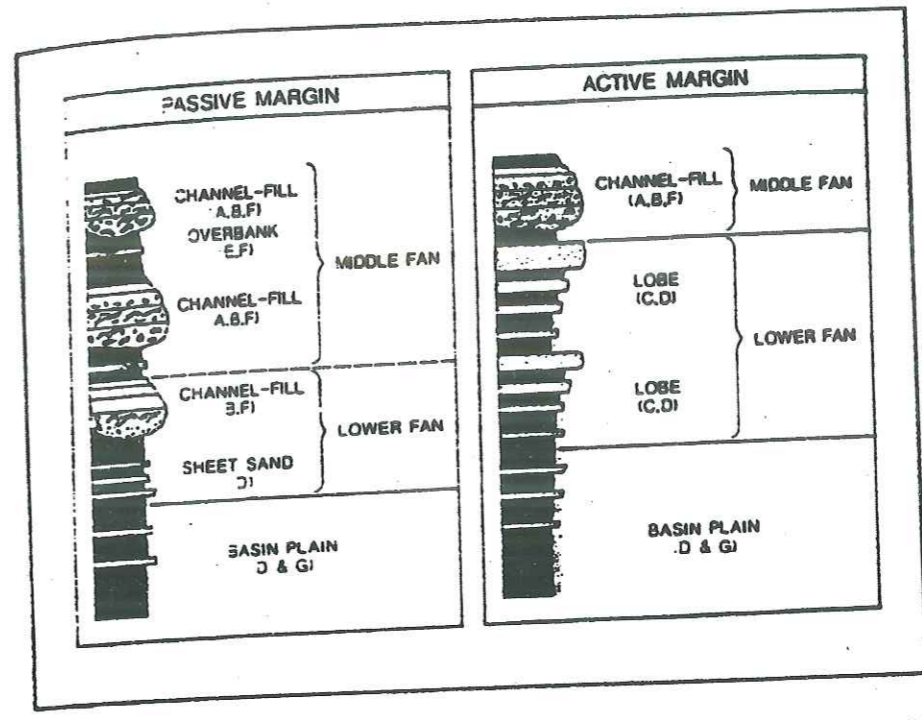 PASSIVE MARGIN
CHANNEL-FILL
A,B,F)
OVERBANK
E,F)
CHANNEL-FILL
A,B,F)
MIDDLE FAN
CHANNEL-FILL
B,F)
SHEET SAND
D)
LOWER FAN
BASIN PLAIN
D & G)
ACTIVE MARGIN
CHANNEL-FILL
(A,B,F)
MIDDLE FAN
LOBE
(C,D)
LOBE
(C,D)
LOWER FAN
BASIN PLAIN
D & G)